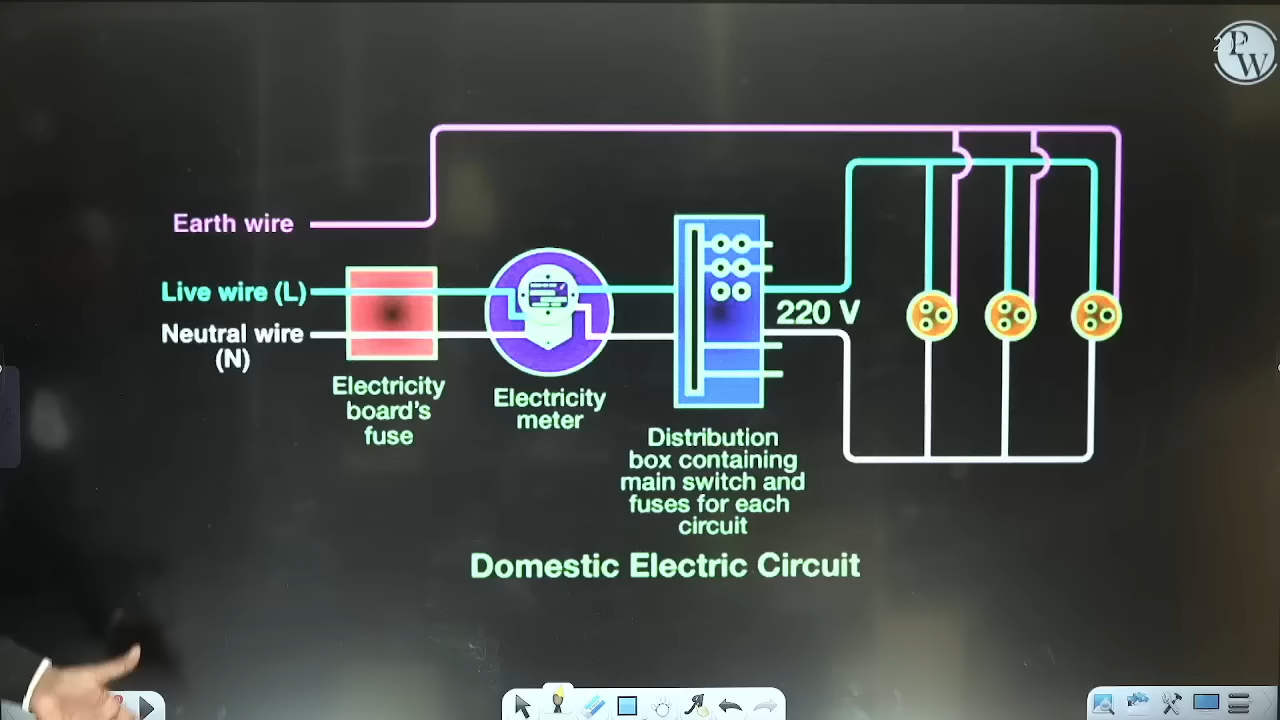 PW
Earth wire
Live wire (L)
Neutral wire
(N)
220 V
Electricity
board's
fuse
Electricity
meter
Distribution
box containing
main switch and
fuses for each
circuit
Domestic Electric Circuit